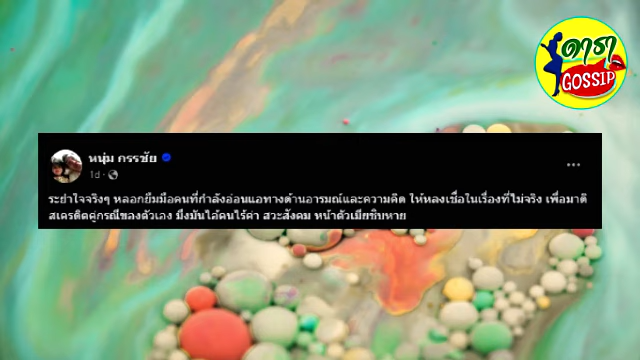 ดารา
GOSSIP
หนุ่ม กรรชัย
1d
ระยำใจจริงๆ หลอกยืมมือคนที่กำลังอ่อนแอทางด้านอารมณ์และความคิด ให้หลงเชื่อในเรื่องที่ไม่จริง เพื่อมาดิ
สเครดิตคู่กรณีของตัวเอง มึงมันไอ้คนไร้ค่า สวะสังคม หน้าตัวเมียชิบหาย